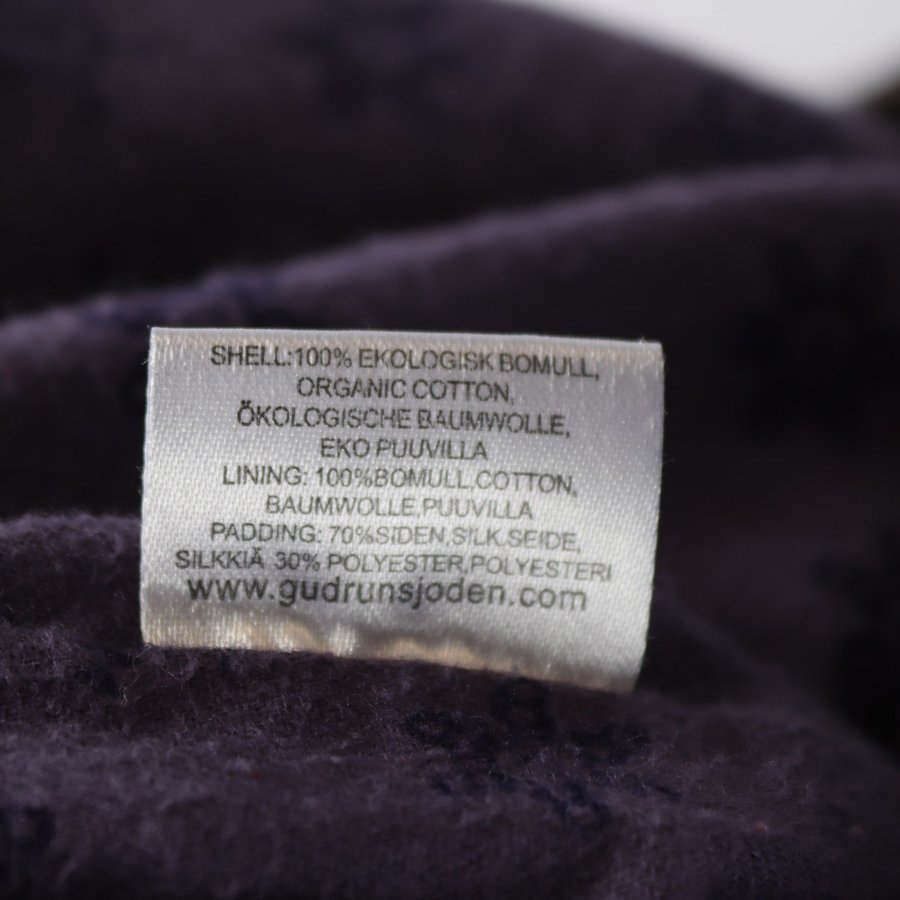 SHELL:100% EKOLOGISK BOMULL,
ORGANIC COTTON,
ÖKOLOGISCHE BAUMWOLLE,
EKO PUUVILLA
LINING: 100%BOMULL,COTTON,
BAUMWOLLE,PUUVILLA
PADDING: 70%SIDEN,SILK,SEIDE,
SILKKIÄ 30% POLYESTER,POLYESTERI
www.gudrunsjoden.com